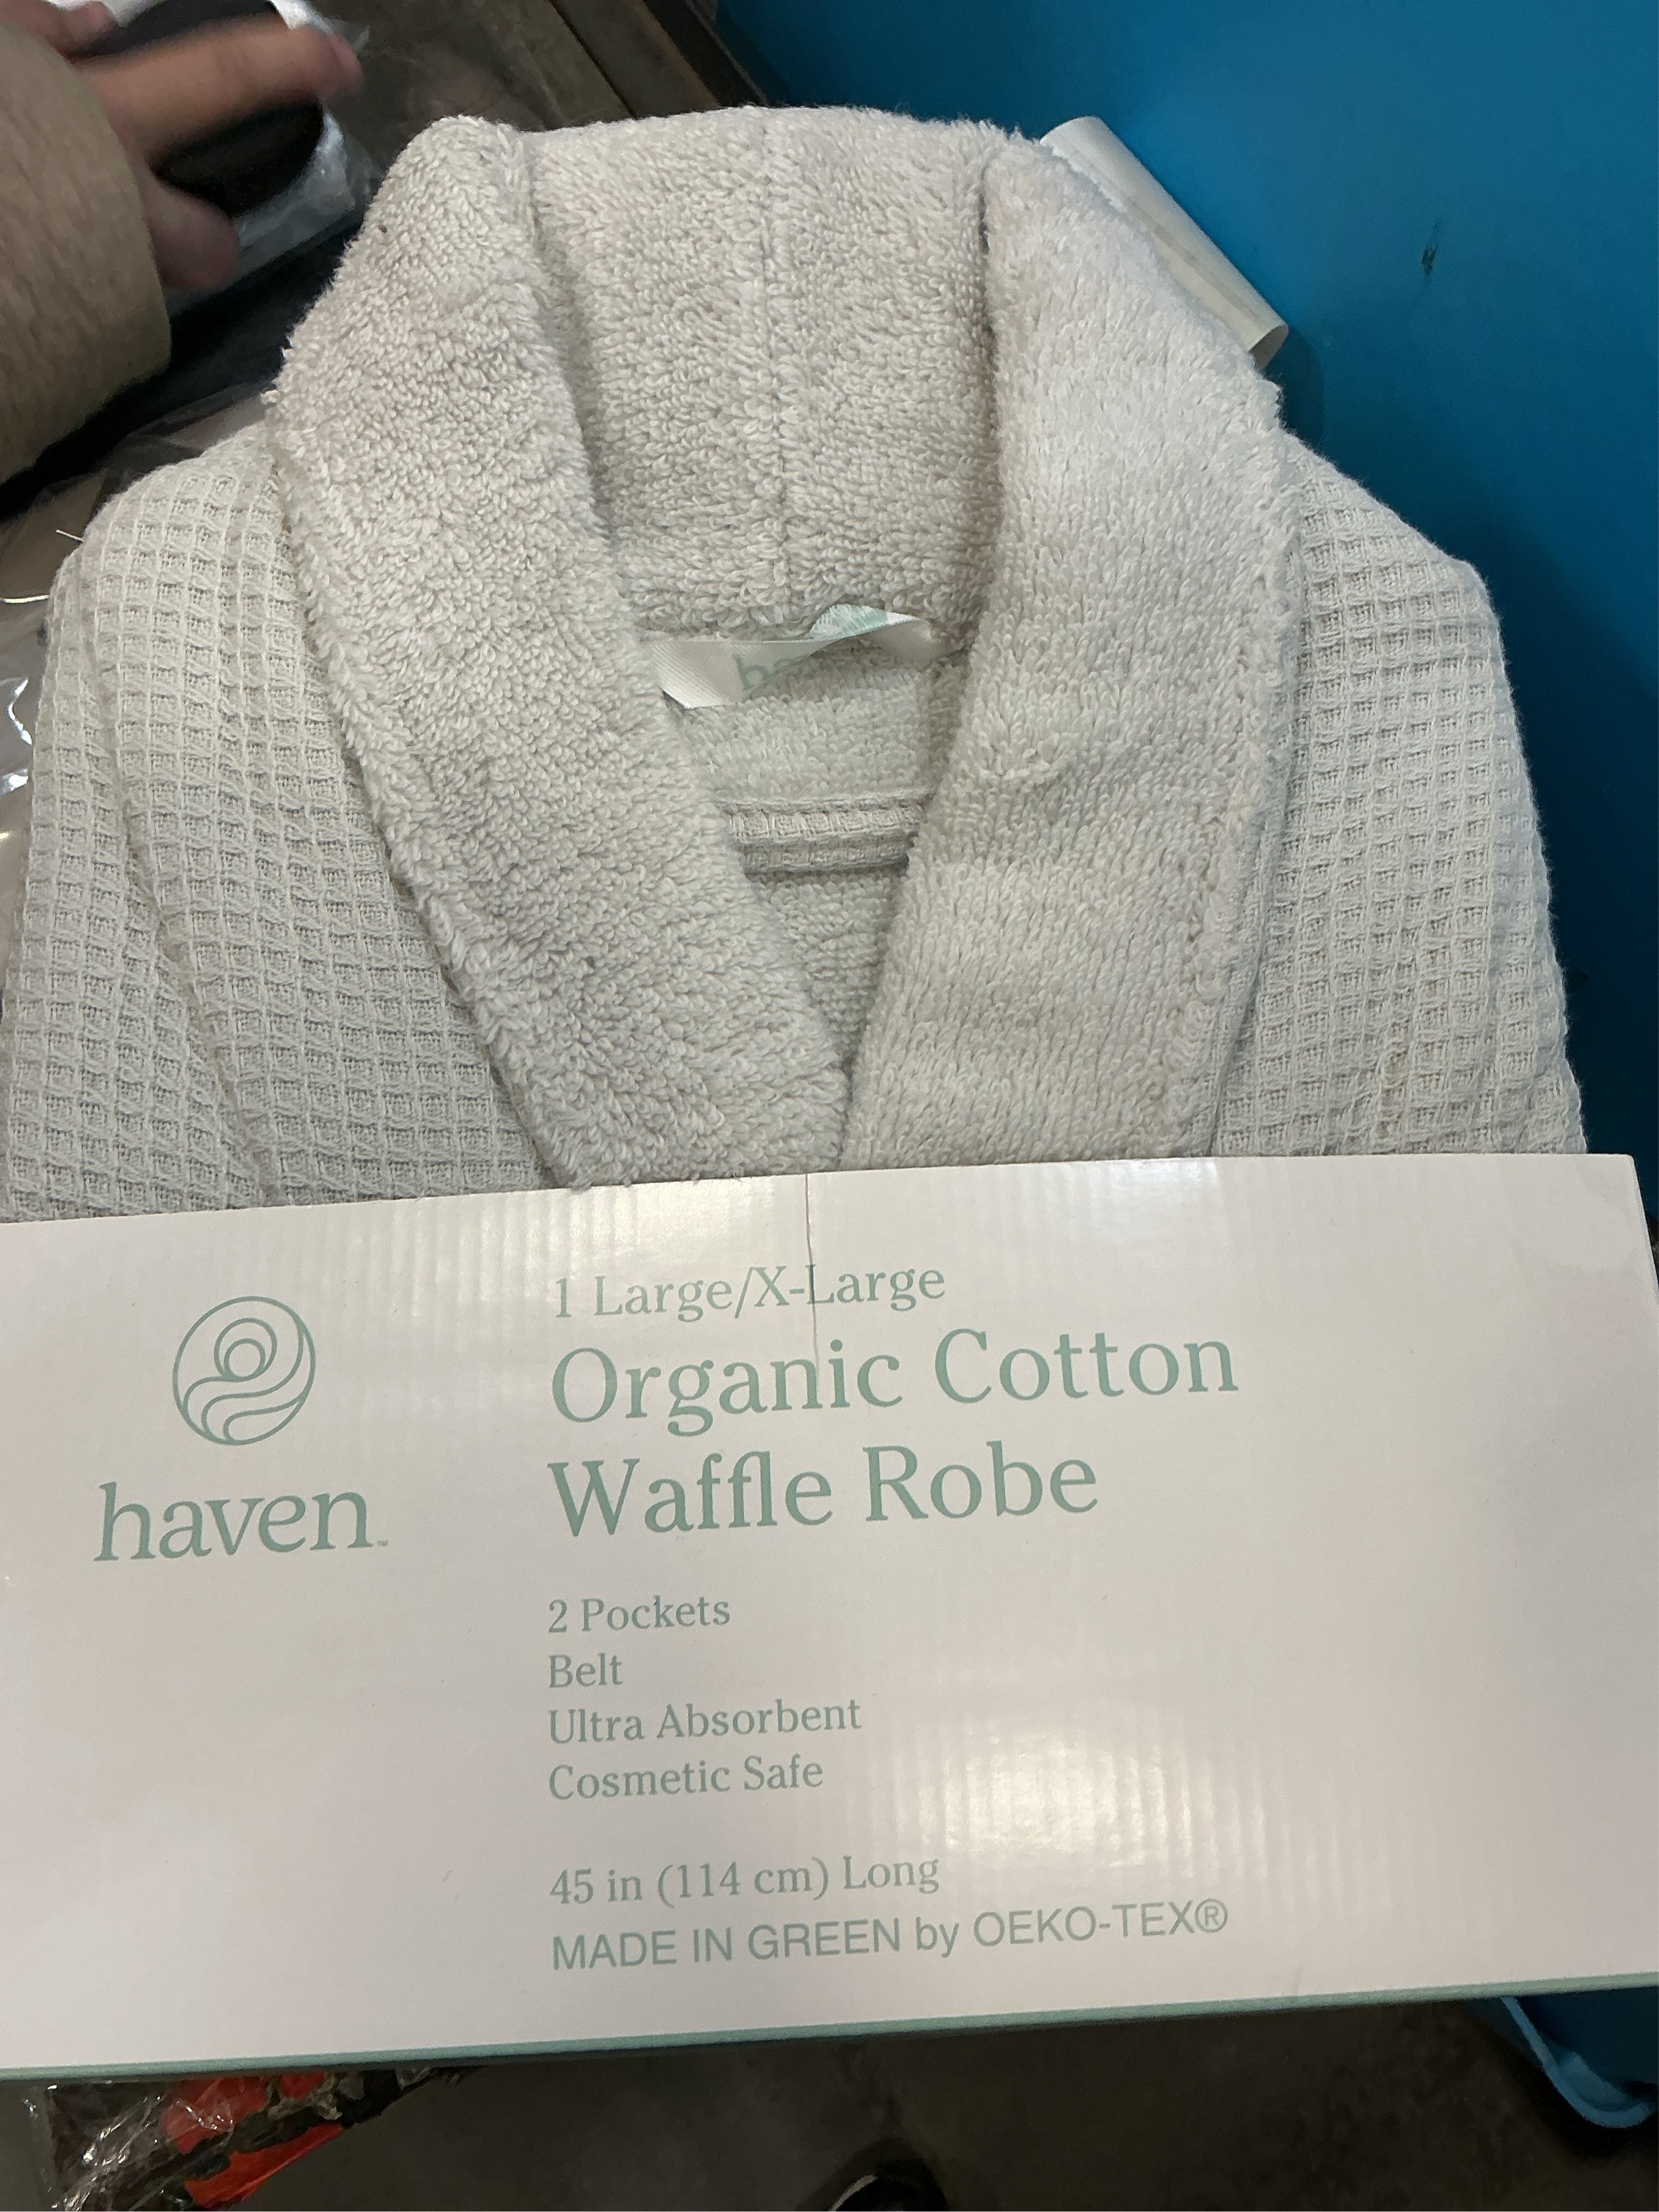 haven™
1 Large/X-Large
Organic Cotton
Waffle Robe
2 Pockets
Belt
Ultra Absorbent
Cosmetic Safe
45 in (114 cm) Long
MADE IN GREEN by OEKO-TEX®